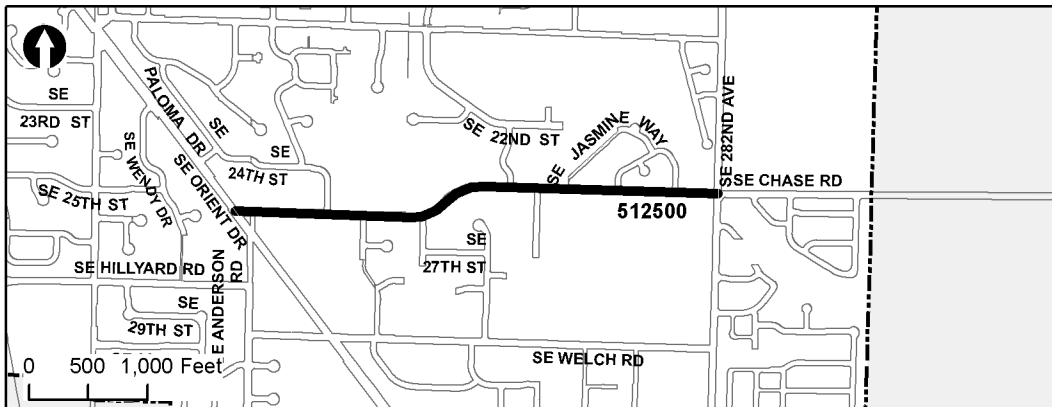 SE
23RD ST
PALOMA DR
SE
SE
24TH ST
SE WENDY DR
SE ORIENT DR
SE 25TH ST
SE 22ND ST
SE JASMINE WAY
SE 282ND AVE
SE CHASE RD
512500
SE
27TH ST
SE HILLYARD RD
SE
29TH ST
E ANDERSON RD
SE WELCH RD
0 500 1,000 Feet